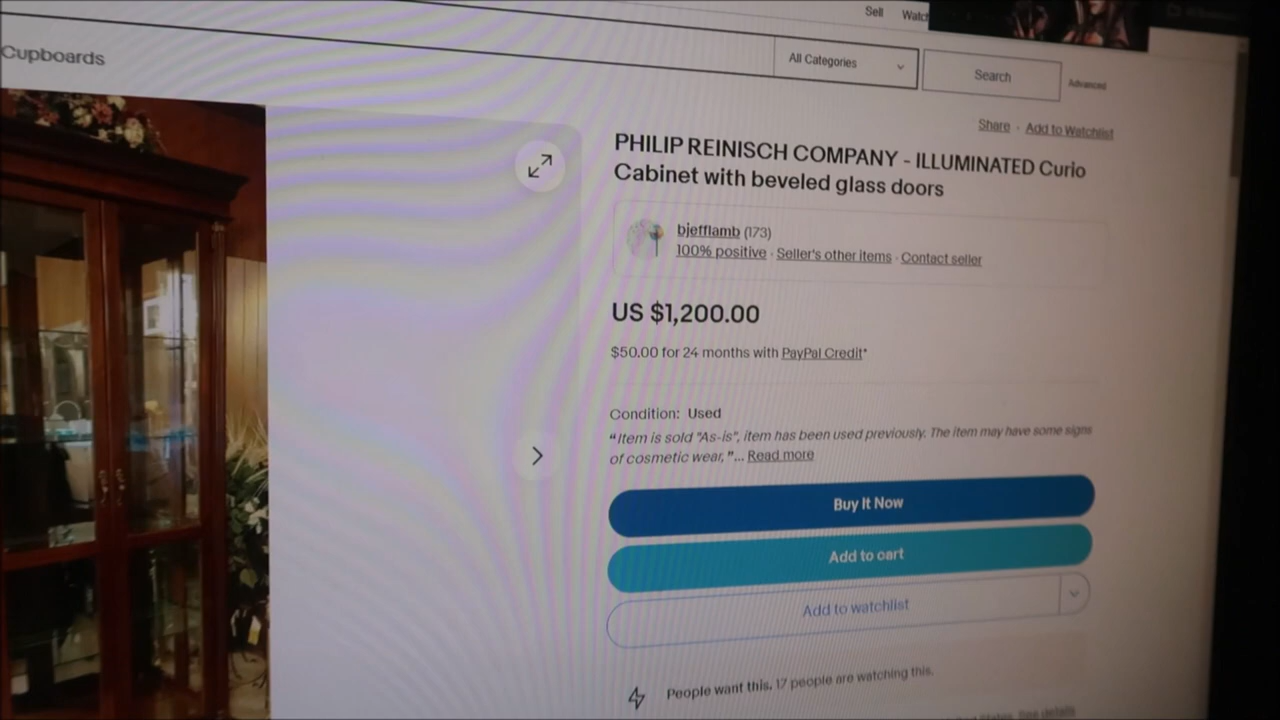 Sell Watch
Cupboards
All Categories
Search
Advanced
Share · Add to Watchlist
PHILIP REINISCH COMPANY - ILLUMINATED Curio
Cabinet with beveled glass doors
bjefflamb (173)
100% positive · Seller's other items · Contact seller
US $1,200.00
$50.00 for 24 months with PayPal Credit*
Condition: Used
“Item is sold "As-is", item has been used previously. The item may have some signs
of cosmetic wear, ”... Read more
Buy It Now
Add to cart
Add to watchlist
People want this. 17 people are watching this.
See details